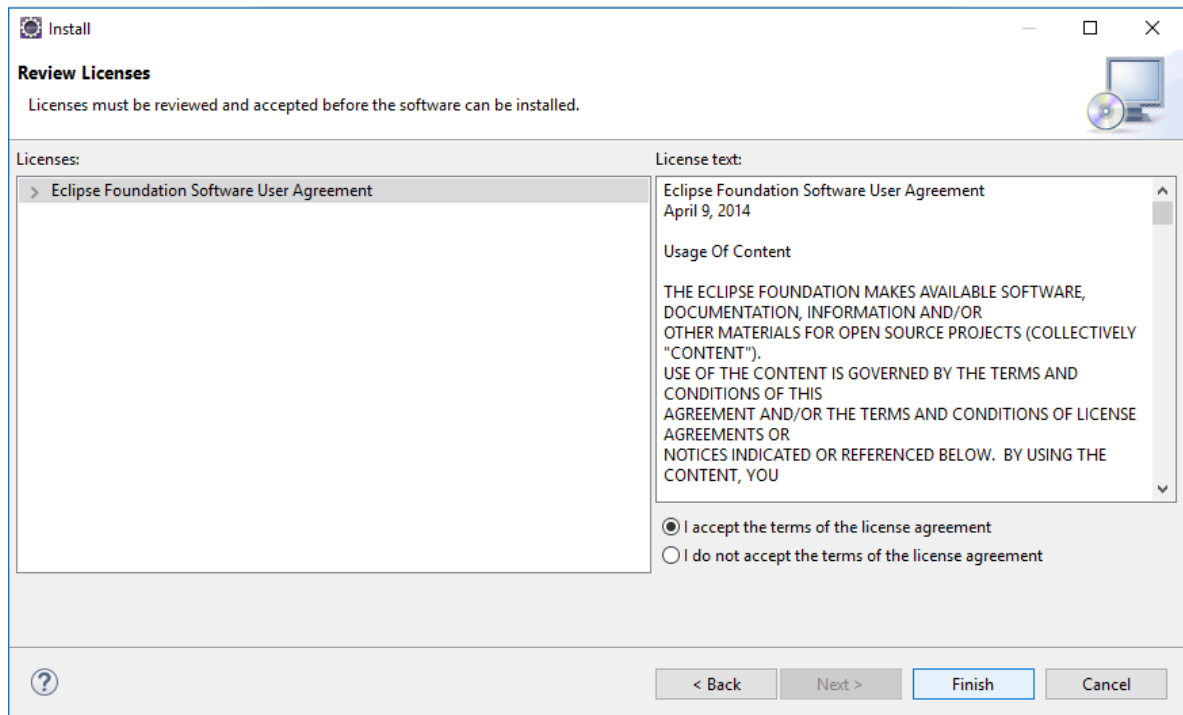 Install
Review Licenses
Licenses must be reviewed and accepted before the software can be installed.
Licenses:
Eclipse Foundation Software User Agreement
License text:
Eclipse Foundation Software User Agreement
April 9, 2014
Usage Of Content
THE ECLIPSE FOUNDATION MAKES AVAILABLE SOFTWARE,
DOCUMENTATION, INFORMATION AND/OR
OTHER MATERIALS FOR OPEN SOURCE PROJECTS (COLLECTIVELY
"CONTENT").
USE OF THE CONTENT IS GOVERNED BY THE TERMS AND
CONDITIONS OF THIS
AGREEMENT AND/OR THE TERMS AND CONDITIONS OF LICENSE
AGREEMENTS OR
NOTICES INDICATED OR REFERENCED BELOW.  BY USING THE
CONTENT, YOU
I accept the terms of the license agreement
I do not accept the terms of the license agreement
?
< Back
Next >
Finish
Cancel